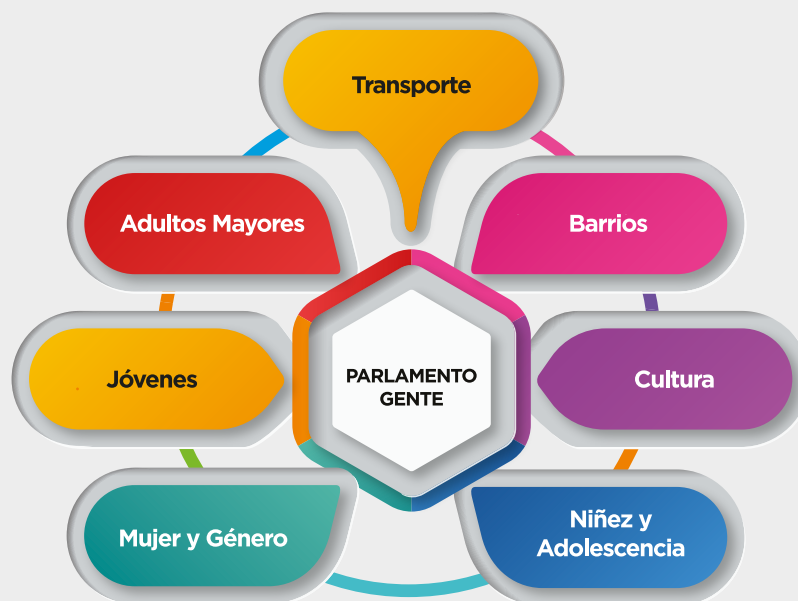 Transporte
Adultos Mayores
Barrios
Jóvenes
PARLAMENTO
GENTE
Cultura
Mujer y Género
Niñez y
Adolescencia